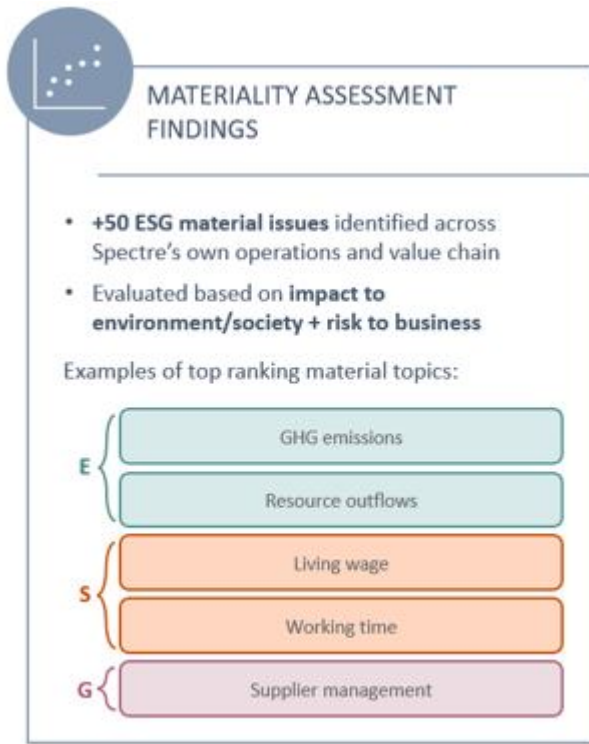 MATERIALITY ASSESSMENT
FINDINGS
• +50 ESG material issues identified across
Spectre's own operations and value chain
• Evaluated based on impact to
environment/society + risk to business
Examples of top ranking material topics:
E
GHG emissions
Resource outflows
S
Living wage
Working time
G
Supplier management